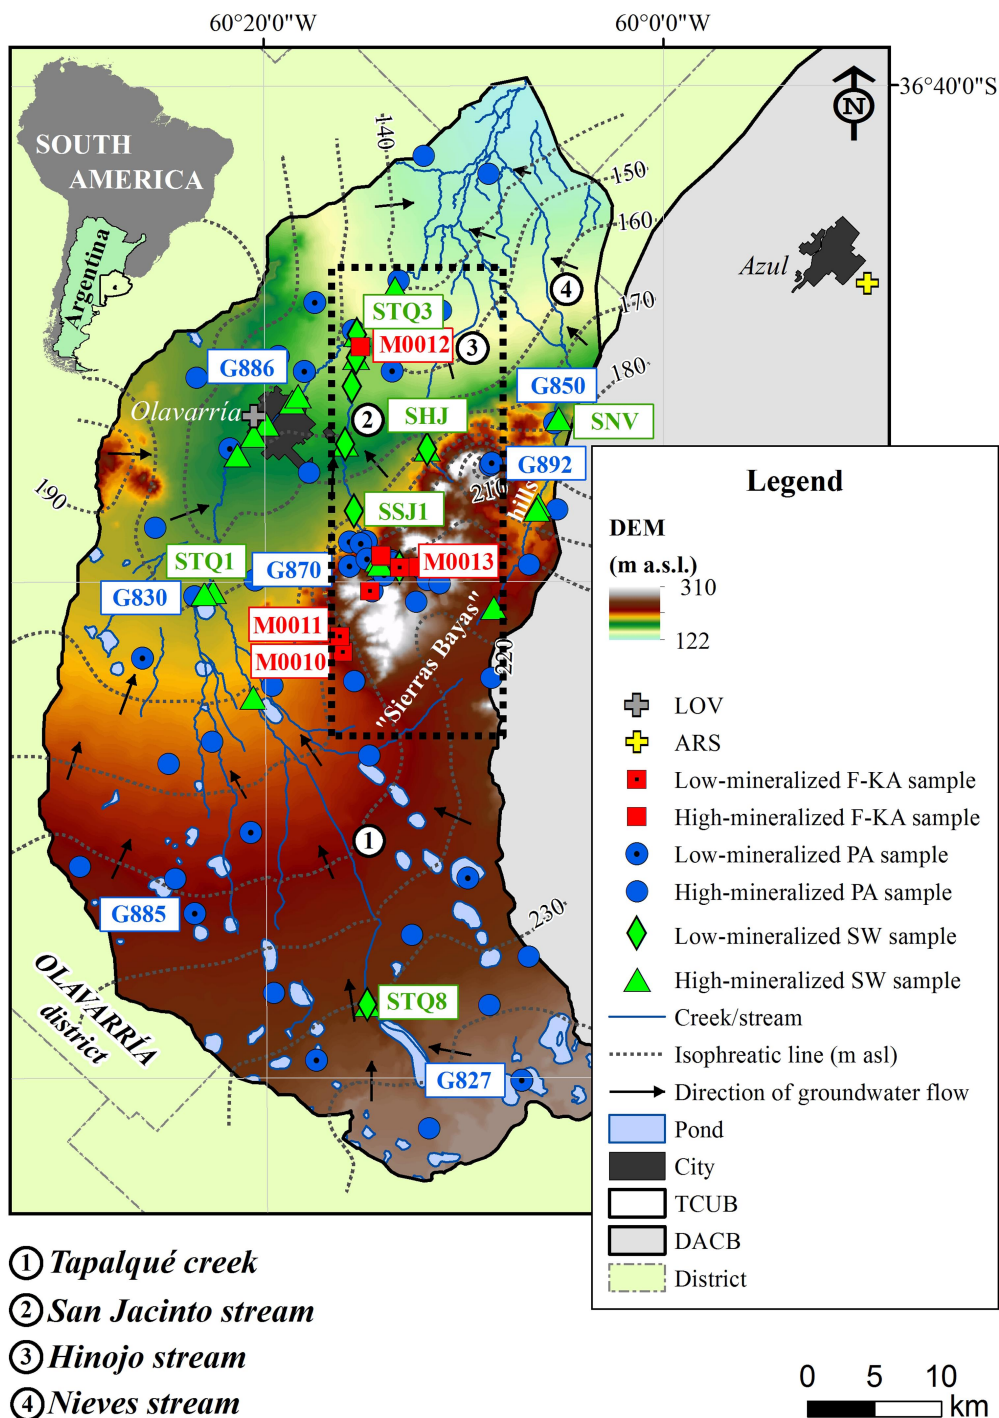 60°20'0"W
60°0'0"W
36°40'0"S
N
SOUTH
AMERICA
Argentina
140
150
160
170
180
190
210
220
230
Azul
4
STQ3
M0012
3
G886
G850
Olavarría
2
SHJ
SNV
G892
hills
SSJ1
STQ1
G870
M0013
G830
M0011
M0010
"Sierras Bayas"
1
G885
OLAVARRÍA
district
STQ8
G827
Legend
DEM
(m a.s.l.)
310
122
LOV
ARS
Low-mineralized F-KA sample
High-mineralized F-KA sample
Low-mineralized PA sample
High-mineralized PA sample
Low-mineralized SW sample
High-mineralized SW sample
Creek/stream
Isophreatic line (m asl)
Direction of groundwater flow
Pond
City
TCUB
DACB
District
1 Tapalqué creek
2 San Jacinto stream
3 Hinojo stream
4 Nieves stream
0 5 10
km